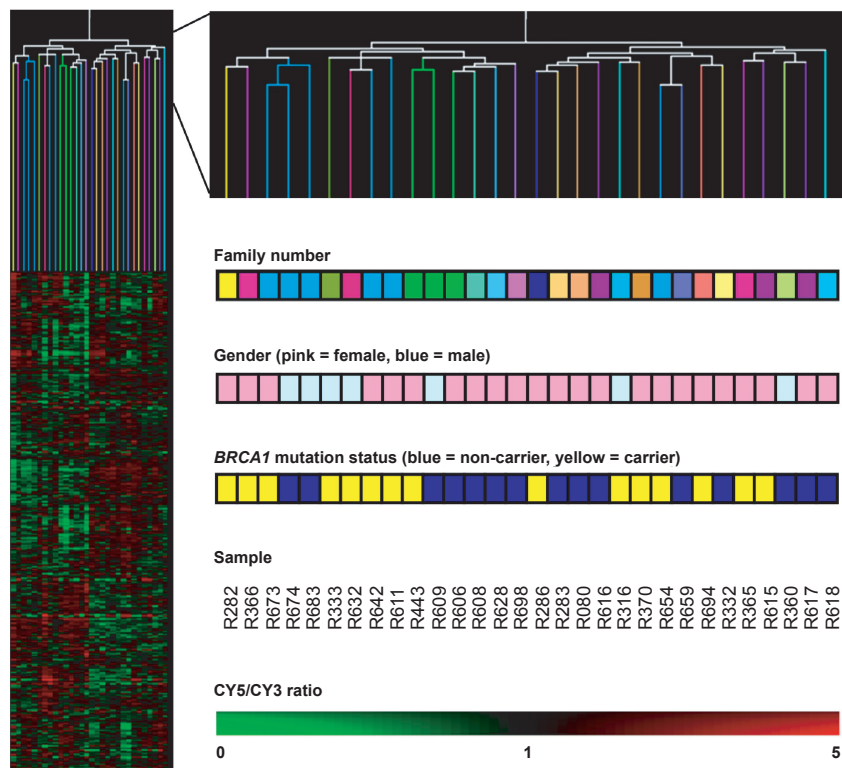 Family number
Gender (pink = female, blue = male)
BRCA1 mutation status (blue = non-carrier, yellow = carrier)
Sample
R282 R366 R673 R674 R683 R333 R632 R642 R611 R443 R609 R606 R608 R628 R698 R286 R283 R080 R616 R316 R370 R654 R659 R694 R332 R365 R615 R360 R617 R618
CY5/CY3 ratio
0 1 5